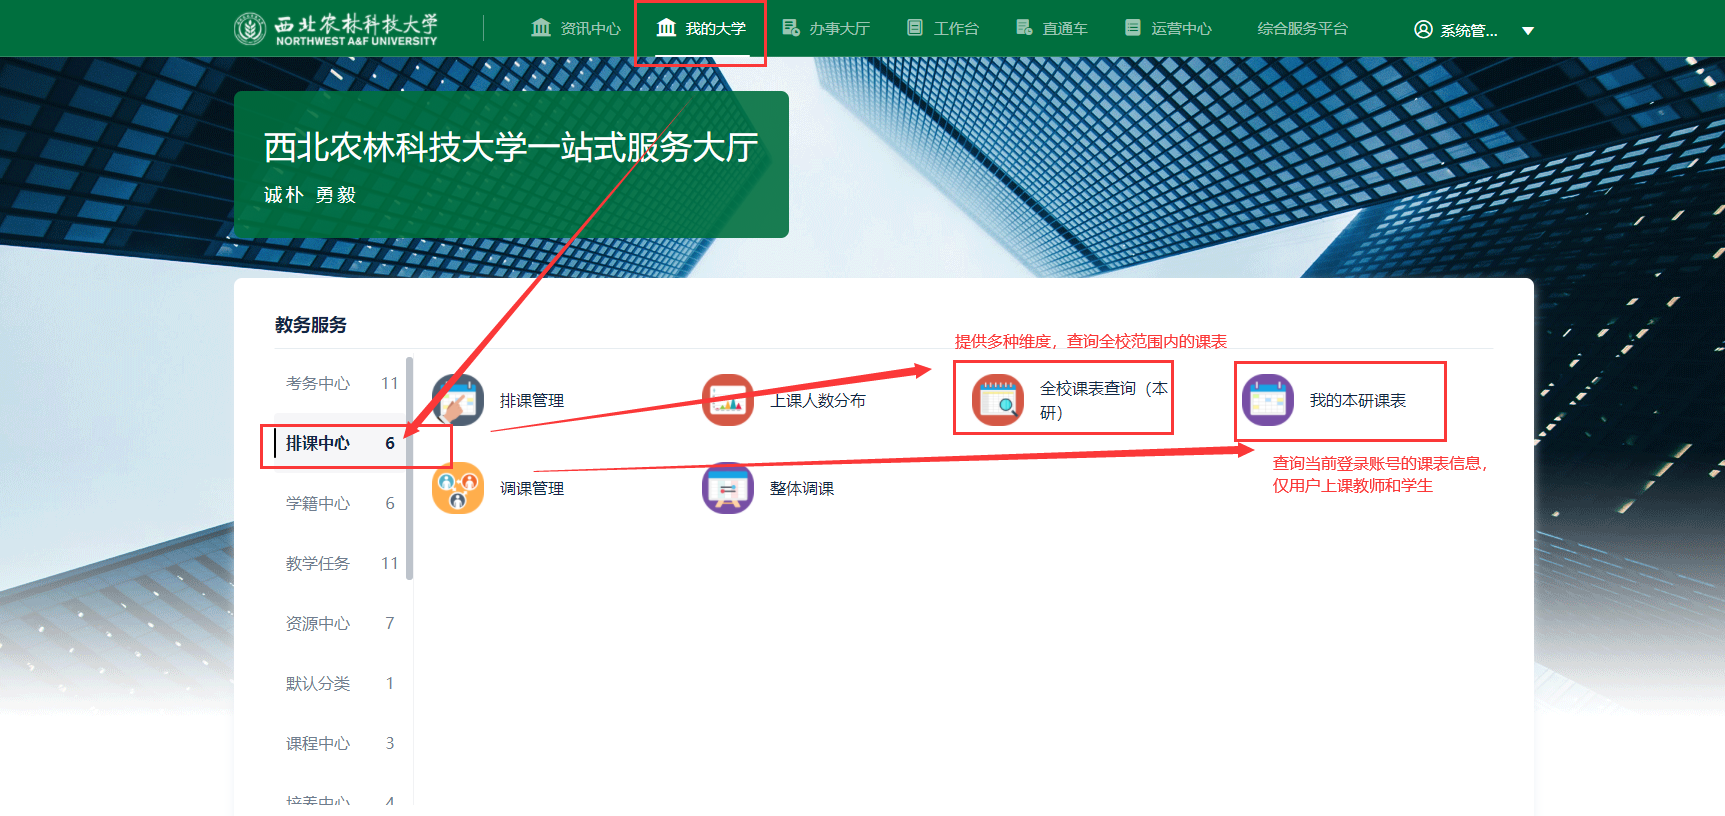 西北农林科技大学
NORTHWEST A&F UNIVERSITY
资讯中心
我的大学
办事大厅
工作台
直通车
运营中心
综合服务平台
系统管...
西北农林科技大学一站式服务大厅
诚朴 勇毅
教务服务
提供多种维度，查询全校范围内的课表
考务中心 11
排课中心 6
学籍中心 6
教学任务 11
资源中心 7
默认分类 1
课程中心 3
培养中心 4
排课管理
上课人数分布
全校课表查询（本
研）
我的本研课表
调课管理
整体调课
查询当前登录账号的课表信息，
仅用户上课教师和学生